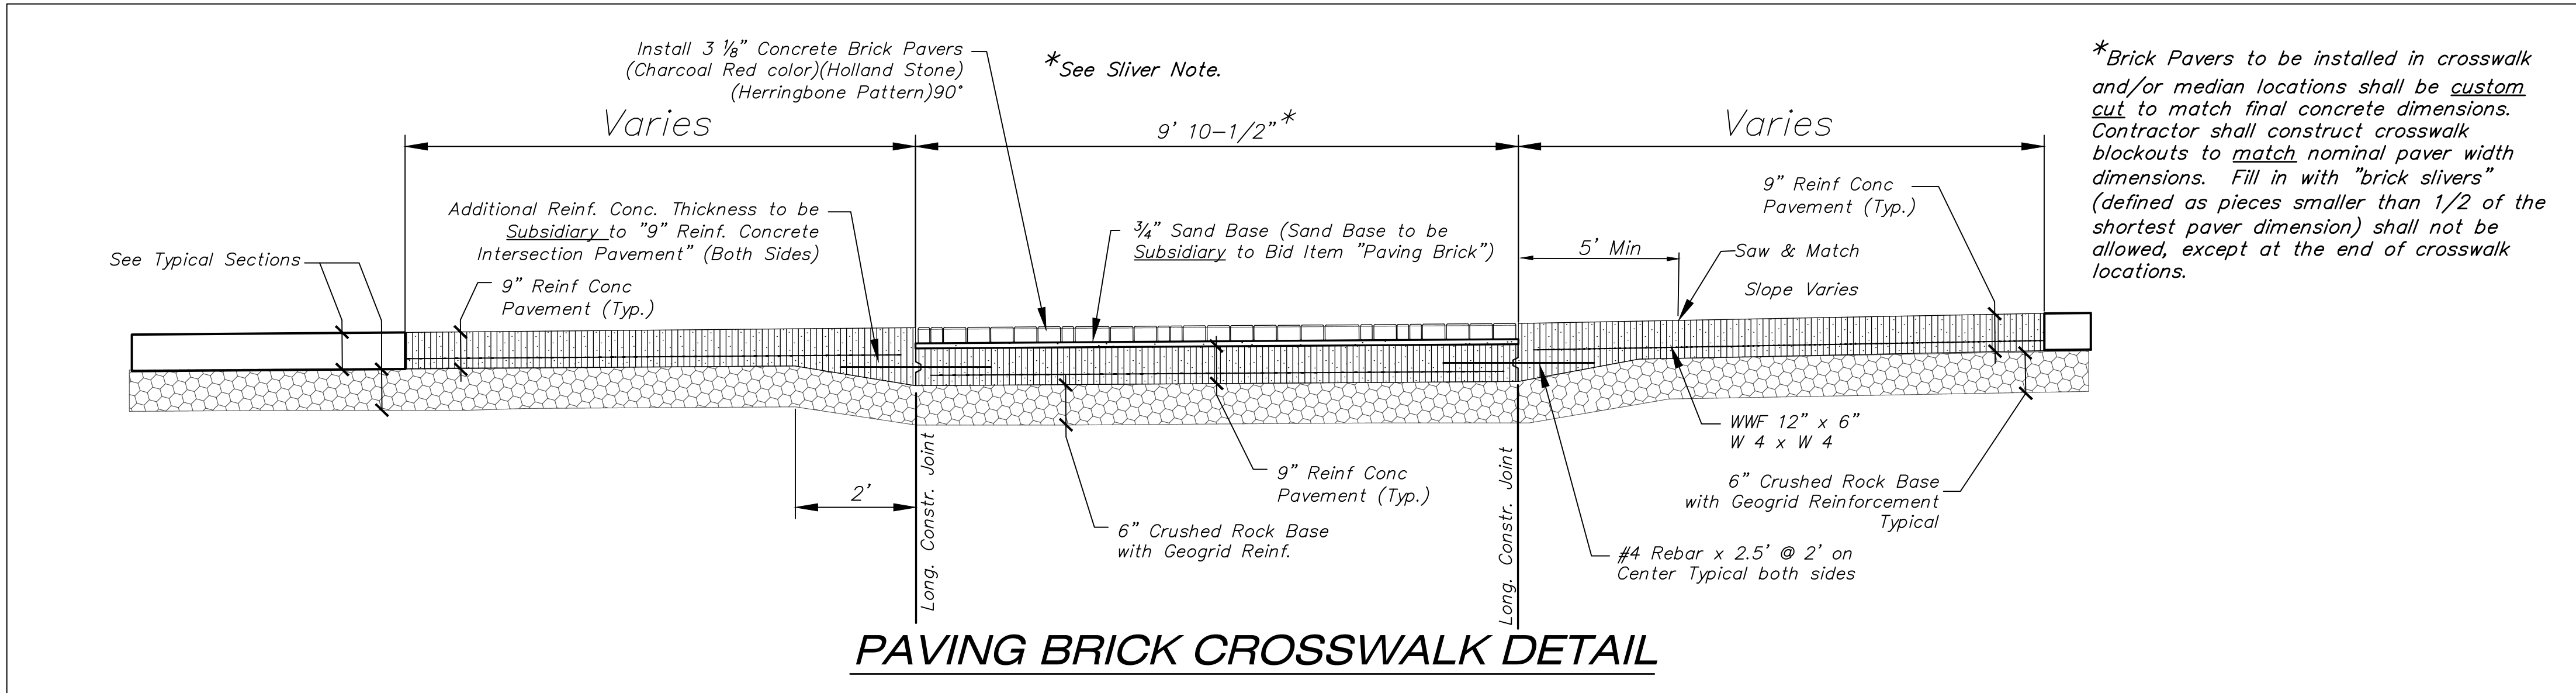 Install 3 ⅛" Concrete Brick Pavers
(Charcoal Red color)(Holland Stone)
(Herringbone Pattern)90°
*See Sliver Note.
*Brick Pavers to be installed in crosswalk
and/or median locations shall be custom
cut to match final concrete dimensions.
Contractor shall construct crosswalk
blockouts to match nominal paver width
dimensions. Fill in with "brick slivers"
(defined as pieces smaller than 1/2 of the
shortest paver dimension) shall not be
allowed, except at the end of crosswalk
locations.
Varies
9' 10-1/2"*
Varies
Additional Reinf. Conc. Thickness to be
Subsidiary to "9" Reinf. Concrete
Intersection Pavement" (Both Sides)
¾" Sand Base (Sand Base to be
Subsidiary to Bid Item "Paving Brick")
9" Reinf Conc
Pavement (Typ.)
5' Min
Saw & Match
Slope Varies
See Typical Sections
9" Reinf Conc
Pavement (Typ.)
2'
Long. Constr. Joint
6" Crushed Rock Base
with Geogrid Reinf.
9" Reinf Conc
Pavement (Typ.)
Long. Constr. Joint
WWF 12" x 6"
W 4 x W 4
6" Crushed Rock Base
with Geogrid Reinforcement
Typical
#4 Rebar x 2.5' @ 2' on
Center Typical both sides
PAVING BRICK CROSSWALK DETAIL